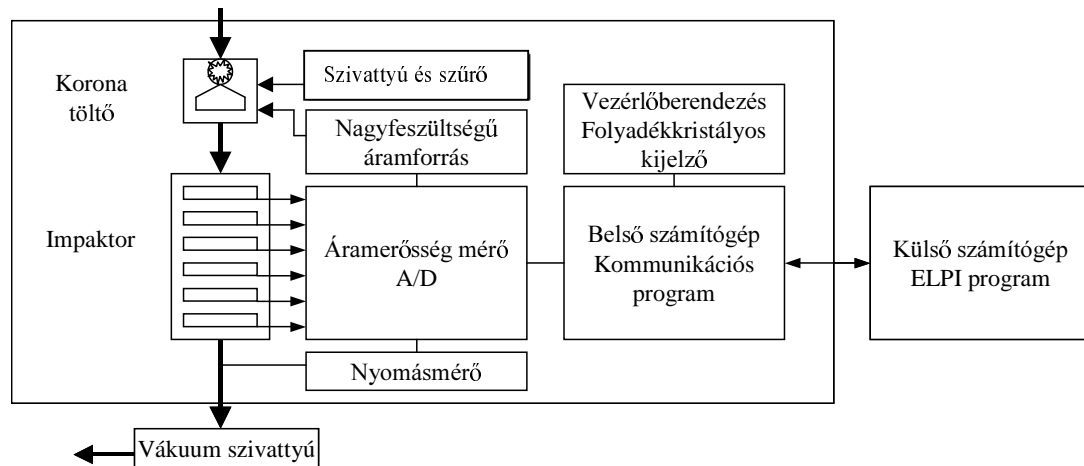 Korona
töltő
Szivattyú és szűrő
Nagyfeszültségű
áramforrás
Vezérlőberendezés
Folyadékkristályos
kijelző
Impaktor
Áramerősség mérő
A/D
Belső számítógép
Kommunikációs
program
Külső számítógép
ELPI program
Nyomásmérő
Vákuum szivattyú